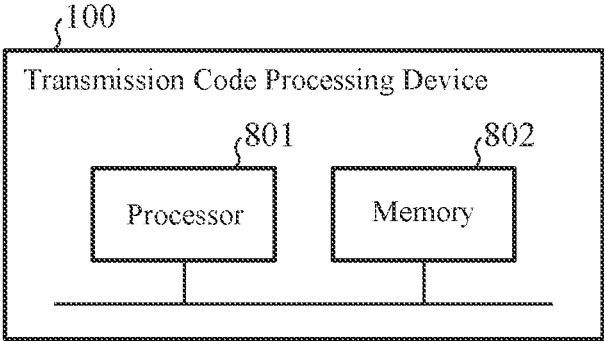 100
Transmission Code Processing Device
801
802
Processor
Memory